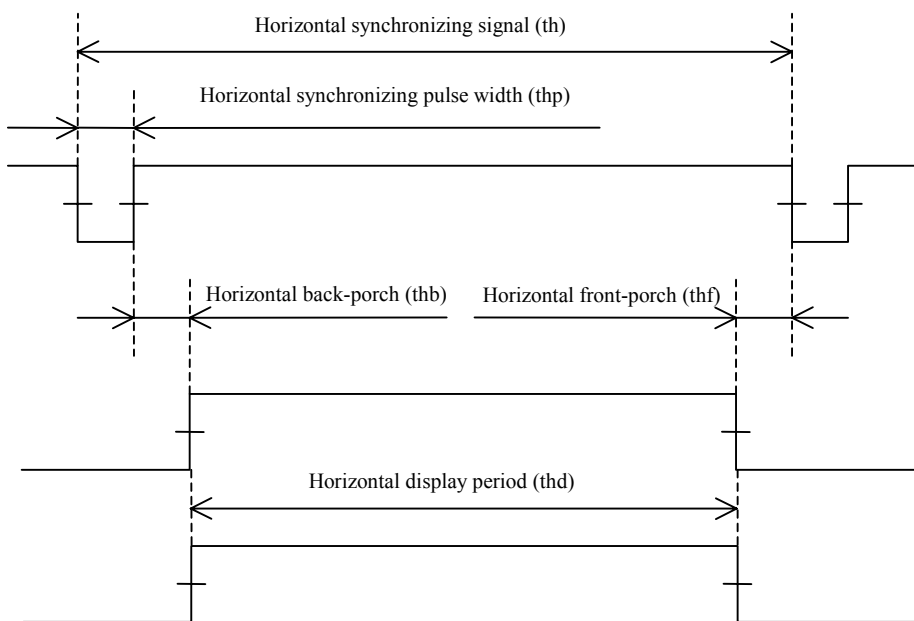 Horizontal synchronizing signal (th)
Horizontal synchronizing pulse width (thp)
Horizontal back-porch (thb)
Horizontal front-porch (thf)
Horizontal display period (thd)